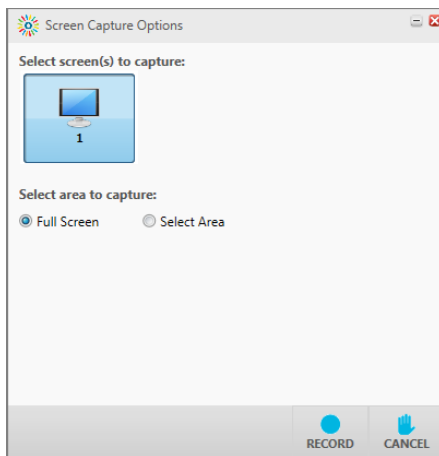 Screen Capture Options
Select screen(s) to capture:
1
Select area to capture:
Full Screen Select Area
RECORD CANCEL